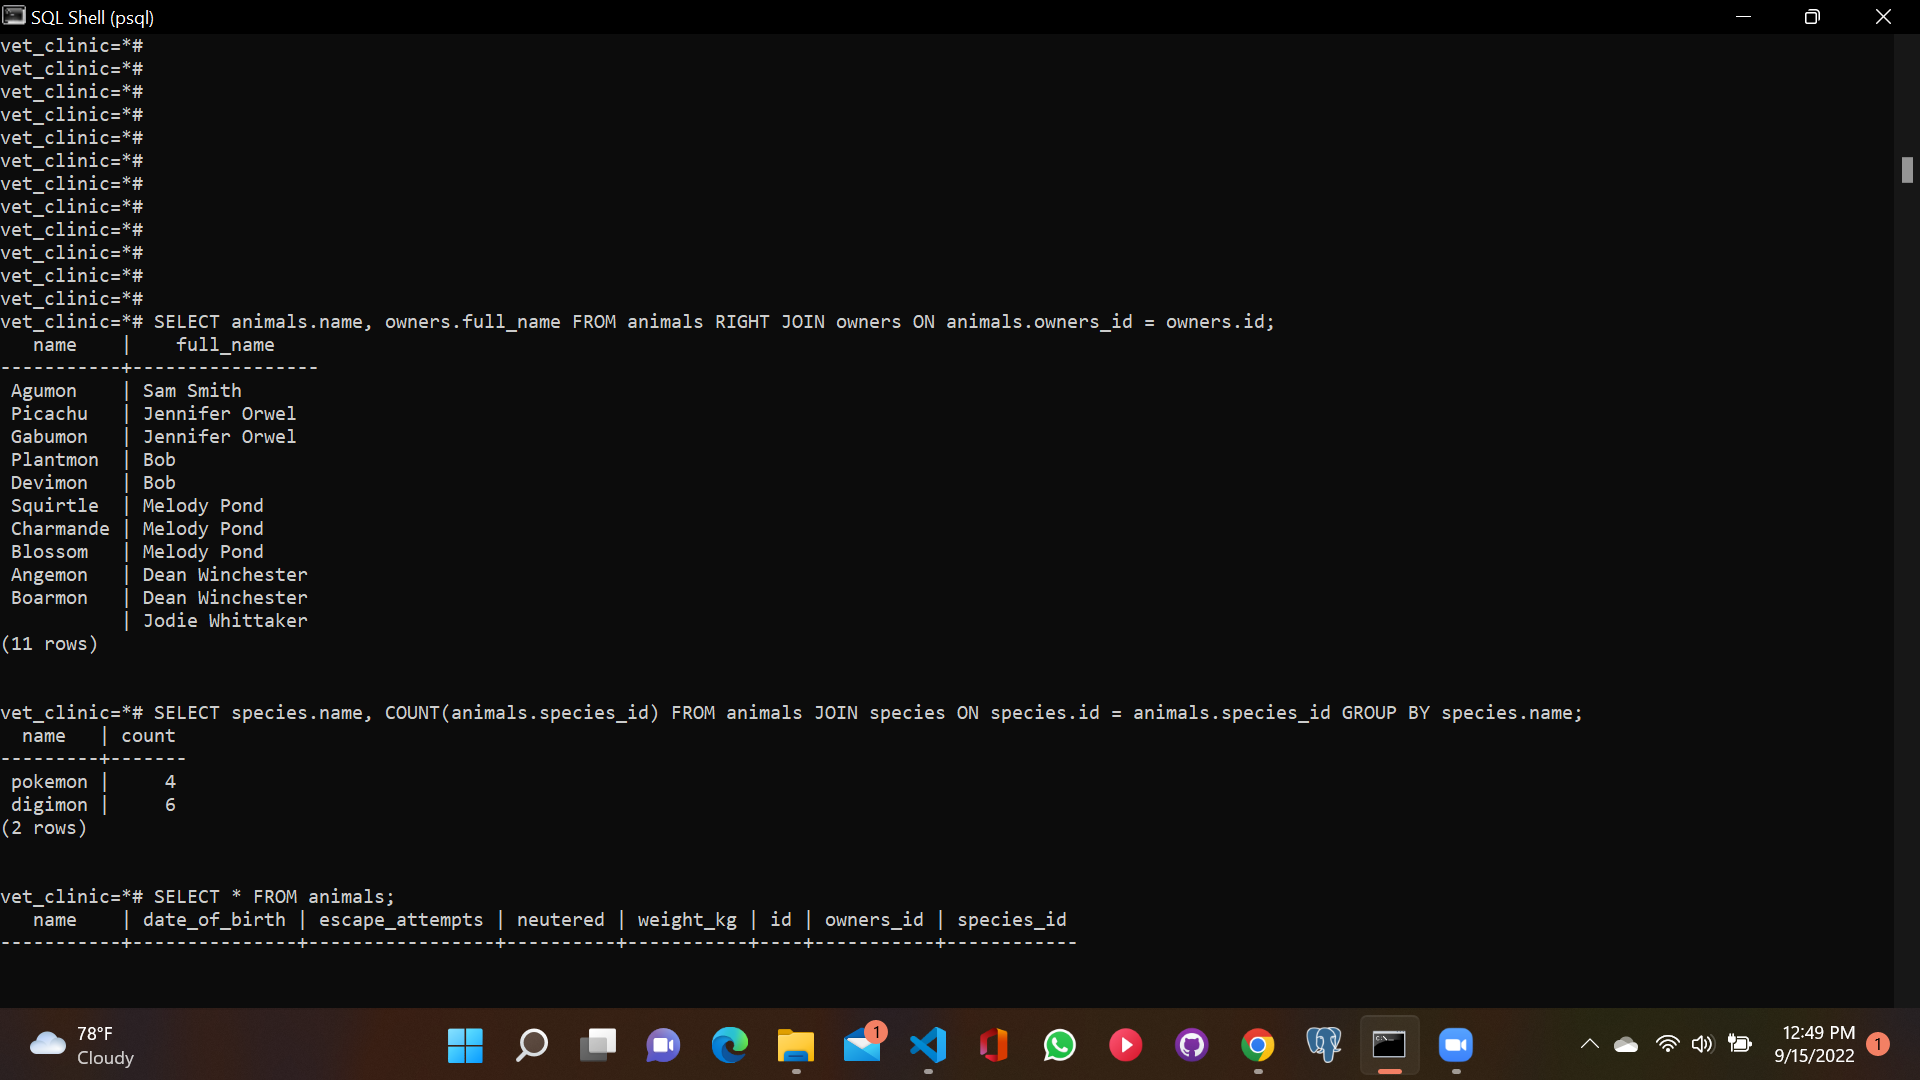 SQL Shell (psql)
vet_clinic=*#
vet_clinic=*#
vet_clinic=*#
vet_clinic=*#
vet_clinic=*#
vet_clinic=*#
vet_clinic=*#
vet_clinic=*#
vet_clinic=*#
vet_clinic=*#
vet_clinic=*#
vet_clinic=*#
vet_clinic=*# SELECT animals.name, owners.full_name FROM animals RIGHT JOIN owners ON animals.owners_id = owners.id;
   name    |    full_name
-----------+-----------------
 Agumon    | Sam Smith
 Picachu   | Jennifer Orwel
 Gabumon   | Jennifer Orwel
 Plantmon  | Bob
 Devimon   | Bob
 Squirtle  | Melody Pond
 Charmande | Melody Pond
 Blossom   | Melody Pond
 Angemon   | Dean Winchester
 Boarmon   | Dean Winchester
           | Jodie Whittaker
(11 rows)
vet_clinic=*# SELECT species.name, COUNT(animals.species_id) FROM animals JOIN species ON species.id = animals.species_id GROUP BY species.name;
  name   | count
---------+-------
 pokemon |     4
 digimon |     6
(2 rows)
vet_clinic=*# SELECT * FROM animals;
   name    | date_of_birth | escape_attempts | neutered | weight_kg | id | owners_id | species_id
-----------+---------------+-----------------+----------+-----------+----+-----------+------------
78°F
Cloudy
1
12:49 PM
9/15/2022
1